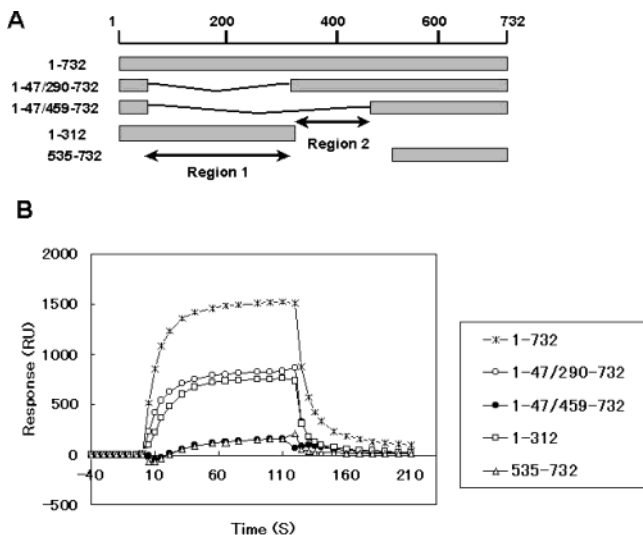 A
1 200 400 600 732
1-732
1-47/290-732
1-47/459-732
1-312
535-732
Region 1
Region 2
B
2000
1500
1000
500
0
-500
-40 10 60 110 160 210
Response (RU)
Time (S)
1-732
1-47/290-732
1-47/459-732
1-312
535-732